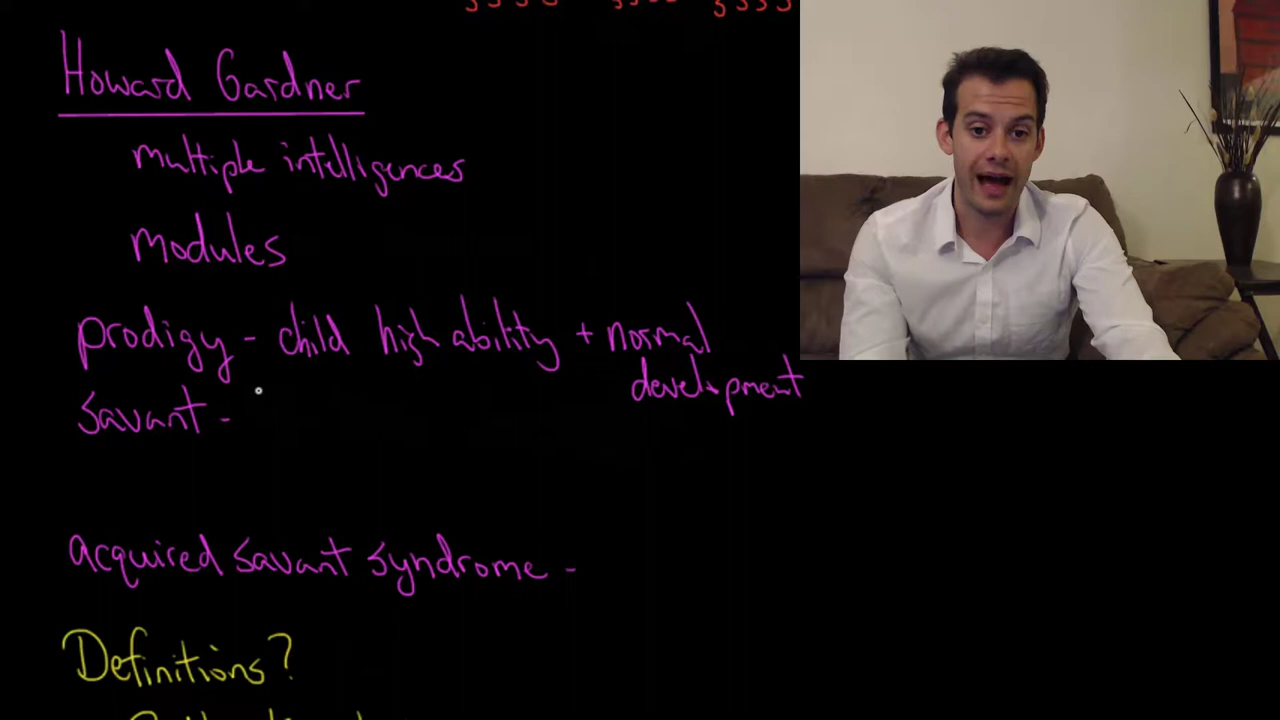 Howard Gardner
multiple intelligences
Modules
prodigy - child high ability + normal
development
savant -
acquired savant syndrome -
Definitions?